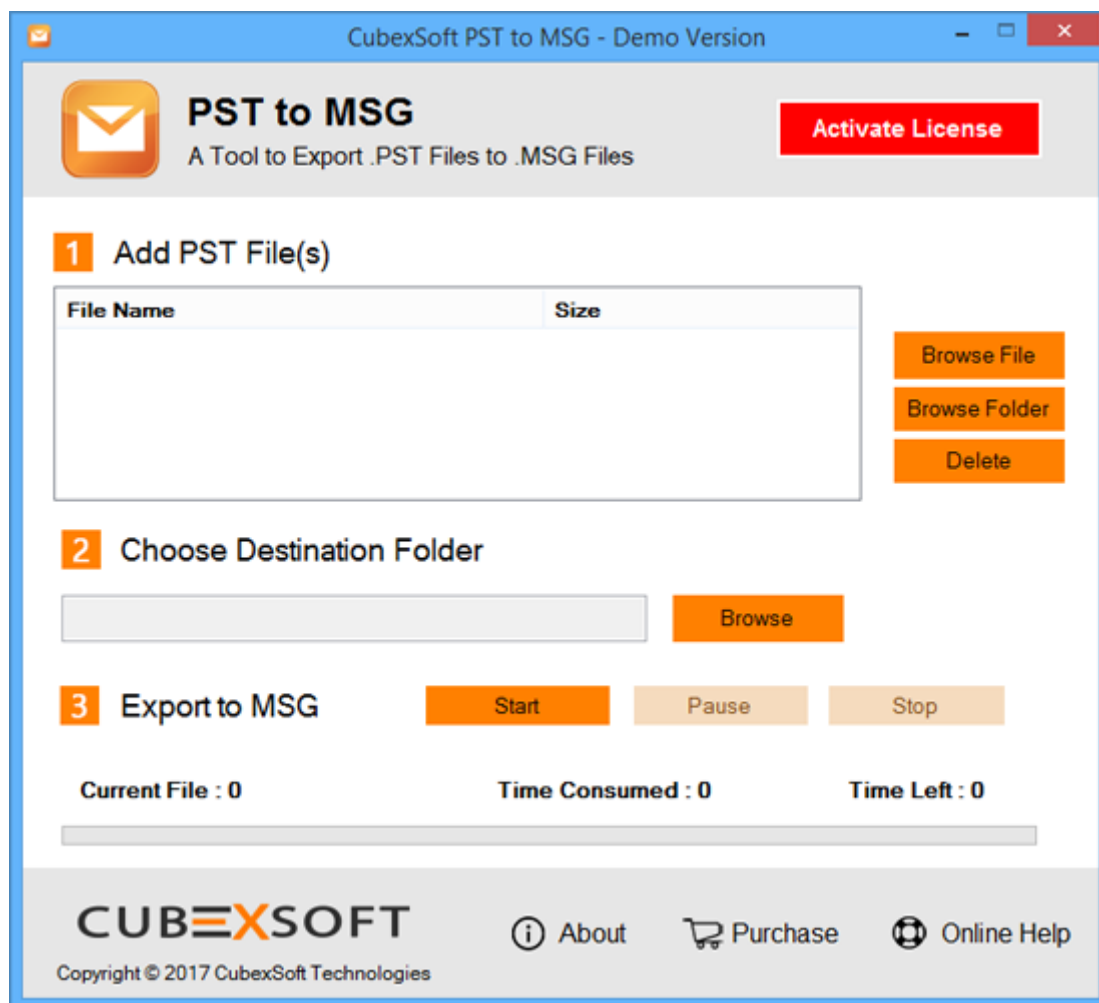 CubexSoft PST to MSG - Demo Version
PST to MSG
A Tool to Export .PST Files to .MSG Files
Activate License
1 Add PST File(s)
File Name Size
Browse File
Browse Folder
Delete
2 Choose Destination Folder
Browse
3 Export to MSG Start Pause Stop
Current File : 0 Time Consumed : 0 Time Left : 0
CUBEXSOFT
About Purchase Online Help
Copyright © 2017 CubexSoft Technologies